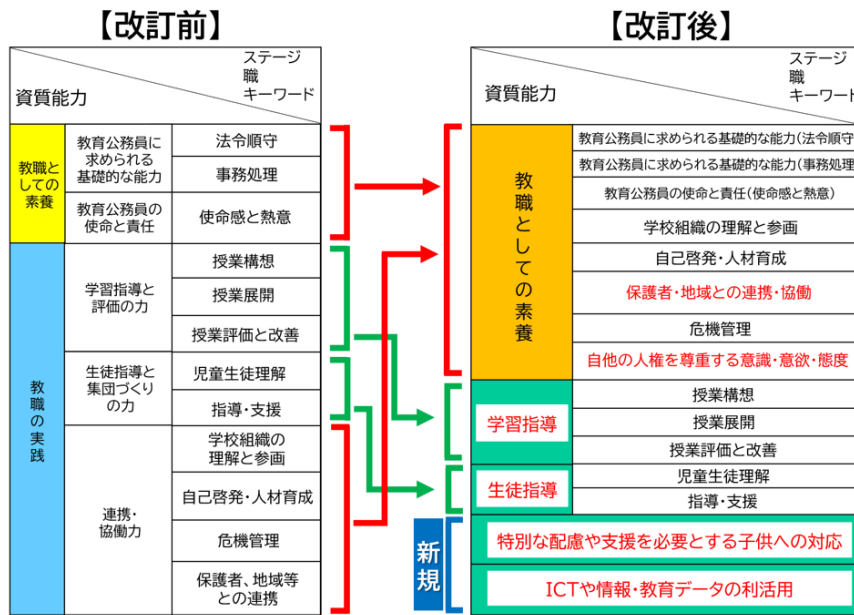 【改訂前】
ステージ
職
キーワード
資質能力
教職と
しての
素養
教育公務員に
求められる
基礎的な能力
法令順守
事務処理
教育公務員の
使命と責任
使命感と熱意
教職の実践
学習指導と
評価の力
授業構想
授業展開
授業評価と改善
生徒指導と
集団づくり
の力
児童生徒理解
指導・支援
連携・
協働力
学校組織の
理解と参画
自己啓発・人材育成
危機管理
保護者、地域等
との連携
【改訂後】
ステージ
職
キーワード
資質能力
教職としての素養
教育公務員に求められる基礎的な能力(法令順守
教育公務員に求められる基礎的な能力(事務処理
教育公務員の使命と責任(使命感と熱意)
学校組織の理解と参画
自己啓発・人材育成
保護者・地域との連携・協働
危機管理
自他の人権を尊重する意識・意欲・態度
学習指導
授業構想
授業展開
授業評価と改善
生徒指導
児童生徒理解
指導・支援
新規
特別な配慮や支援を必要とする子供への対応
ICTや情報・教育データの利活用